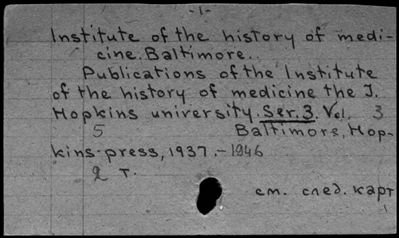 -1-
Institute of the history of medi-
cine. Baltimore..
Publications of the Institute
of the history of medicine the J.
Hopkins university. Ser. 3. Vol. 3
5 Baltimore, Hop-
kins-press, 1937.-1946
2 т.
см. след. карт